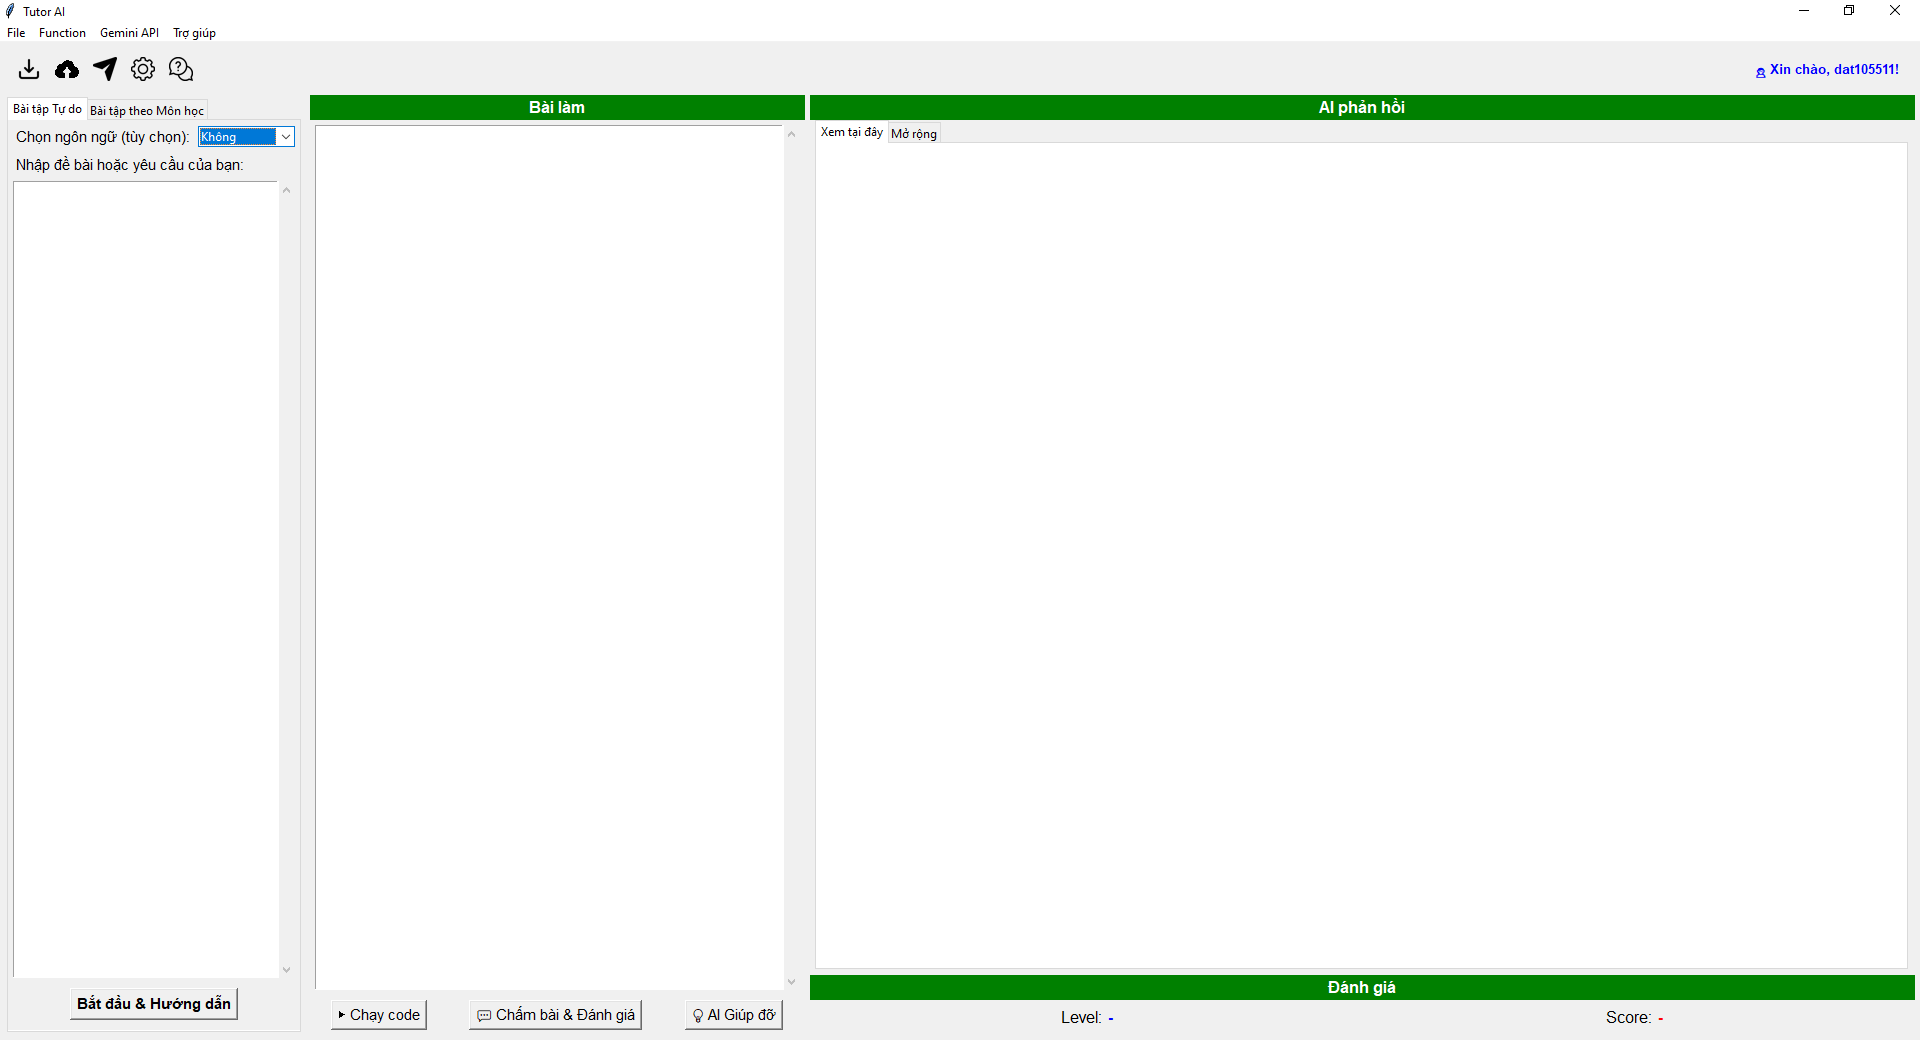 Tutor AI
File Function Gemini API Trợ giúp
Xin chào, dat105511!
Bài tập Tự do Bài tập theo Môn học
Chọn ngôn ngữ (tùy chọn): Không
Nhập đề bài hoặc yêu cầu của bạn:
Bắt đầu & Hướng dẫn
Bài làm
Chạy code
Chấm bài & Đánh giá
AI Giúp đỡ
AI phản hồi
Xem tại đây Mở rộng
Đánh giá
Level: -
Score: -